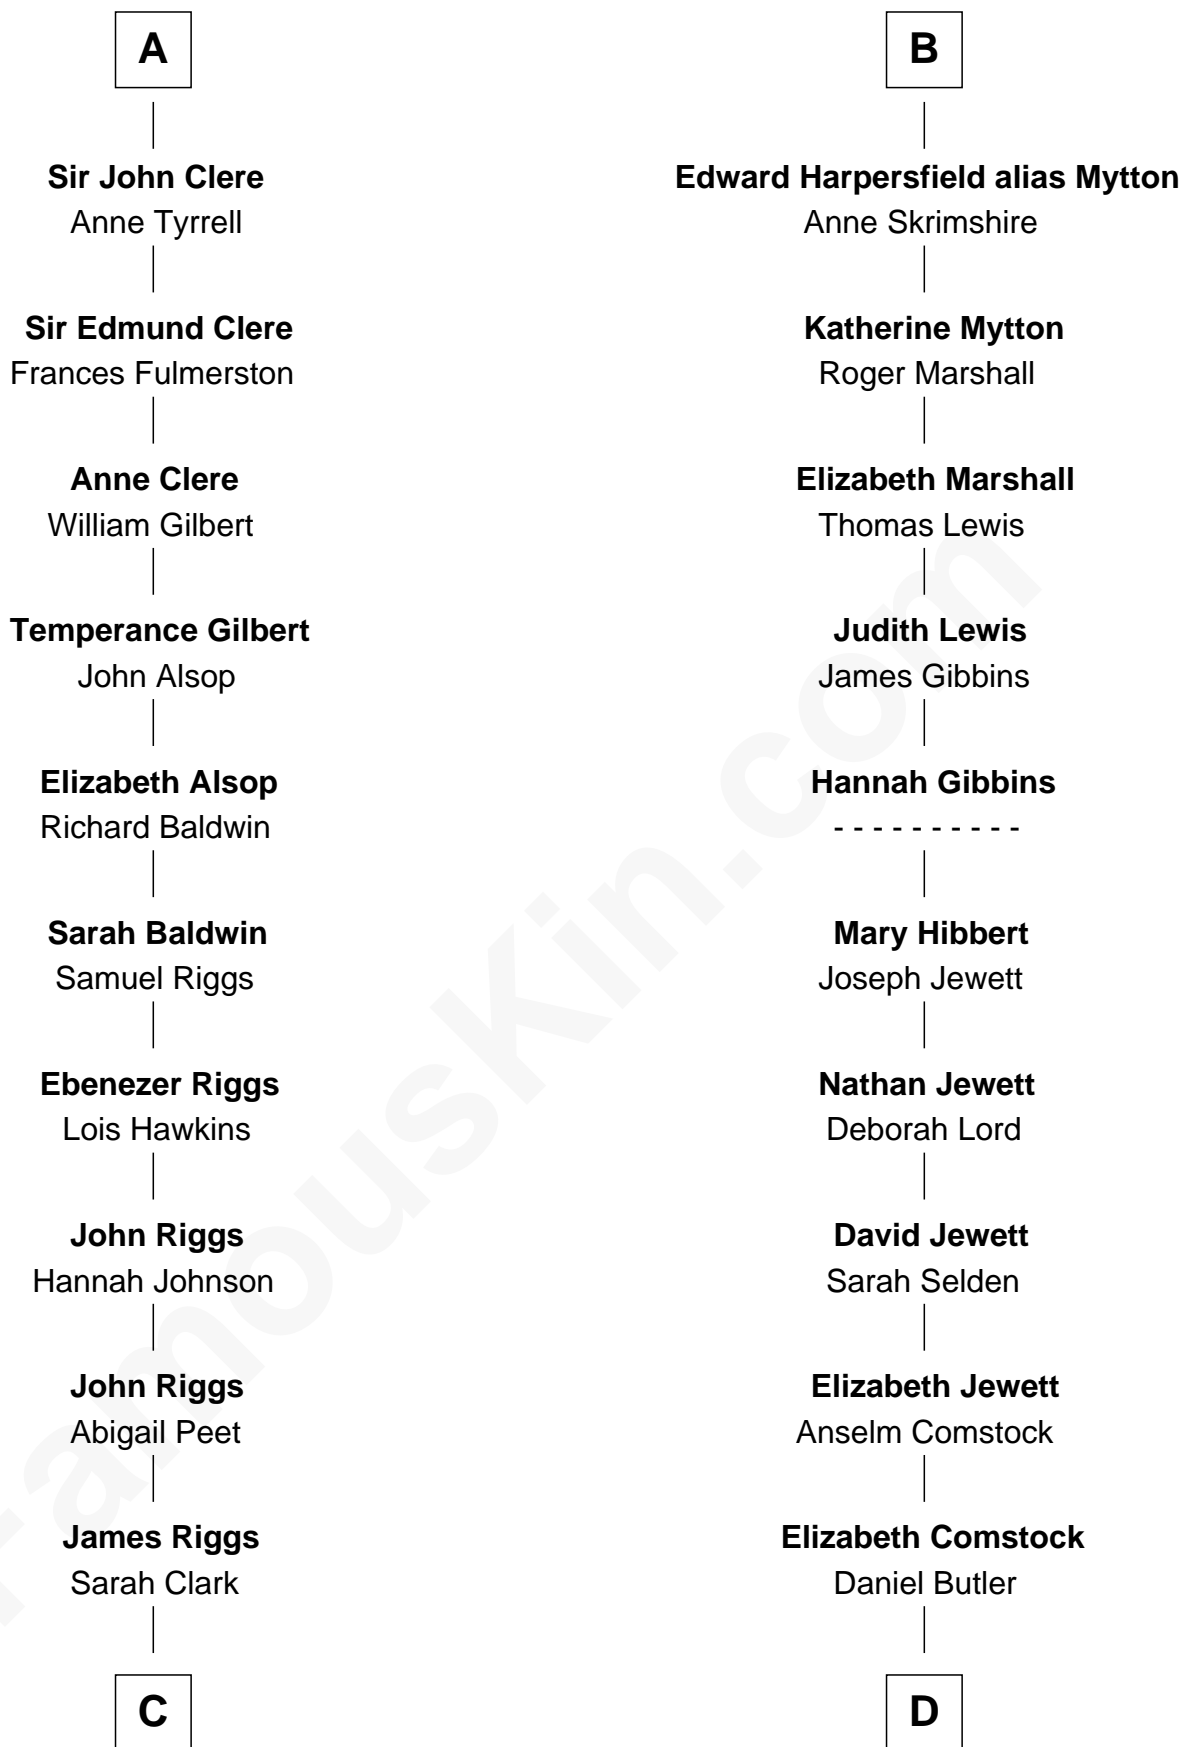 A
Sir John Clere
Anne Tyrrell
Sir Edmund Clere
Frances Fulmerston
Anne Clere
William Gilbert
Temperance Gilbert
John Alsop
Elizabeth Alsop
Richard Baldwin
Sarah Baldwin
Samuel Riggs
Ebenezer Riggs
Lois Hawkins
John Riggs
Hannah Johnson
John Riggs
Abigail Peet
James Riggs
Sarah Clark
C
B
Edward Harpersfield alias Mytton
Anne Skrimshire
Katherine Mytton
Roger Marshall
Elizabeth Marshall
Thomas Lewis
Judith Lewis
James Gibbins
Hannah Gibbins
- - - - - - - - - -
Mary Hibbert
Joseph Jewett
Nathan Jewett
Deborah Lord
David Jewett
Sarah Selden
Elizabeth Jewett
Anselm Comstock
Elizabeth Comstock
Daniel Butler
D
FamousKin.com